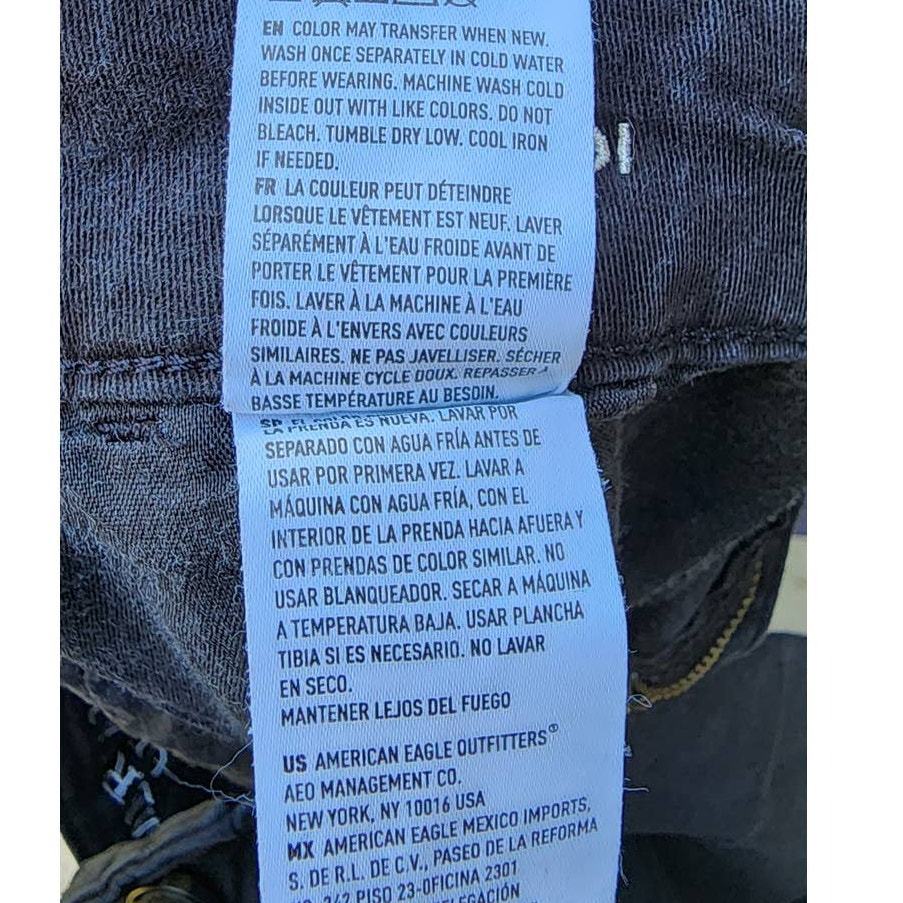 EN COLOR MAY TRANSFER WHEN NEW.
WASH ONCE SEPARATELY IN COLD WATER
BEFORE WEARING. MACHINE WASH COLD
INSIDE OUT WITH LIKE COLORS. DO NOT
BLEACH. TUMBLE DRY LOW. COOL IRON
IF NEEDED.
FR LA COULEUR PEUT DÉTEINDRE
LORSQUE LE VÊTEMENT EST NEUF. LAVER
SÉPARÉMENT À L'EAU FROIDE AVANT DE
PORTER LE VÊTEMENT POUR LA PREMIÈRE
FOIS. LAVER À LA MACHINE À L'EAU
FROIDE À L'ENVERS AVEC COULEURS
SIMILAIRES. NE PAS JAVELLISER. SÉCHER
À LA MACHINE CYCLE DOUX. REPASSER À
BASSE TEMPÉRATURE AU BESOIN.
LA PRENDA ES NUEVA. LAVAR POR
SEPARADO CON AGUA FRÍA ANTES DE
USAR POR PRIMERA VEZ. LAVAR A
MÁQUINA CON AGUA FRÍA, CON EL
INTERIOR DE LA PRENDA HACIA AFUERA Y
CON PRENDAS DE COLOR SIMILAR. NO
USAR BLANQUEADOR. SECAR A MÁQUINA
A TEMPERATURA BAJA. USAR PLANCHA
TIBIA SI ES NECESARIO. NO LAVAR
EN SECO.
MANTENER LEJOS DEL FUEGO
US AMERICAN EAGLE OUTFITTERS®
AEO MANAGEMENT CO.
NEW YORK, NY 10016 USA
MX AMERICAN EAGLE MEXICO IMPORTS,
S. DE R.L. DE C.V., PASEO DE LA REFORMA
342 PISO 23-OFICINA 2301